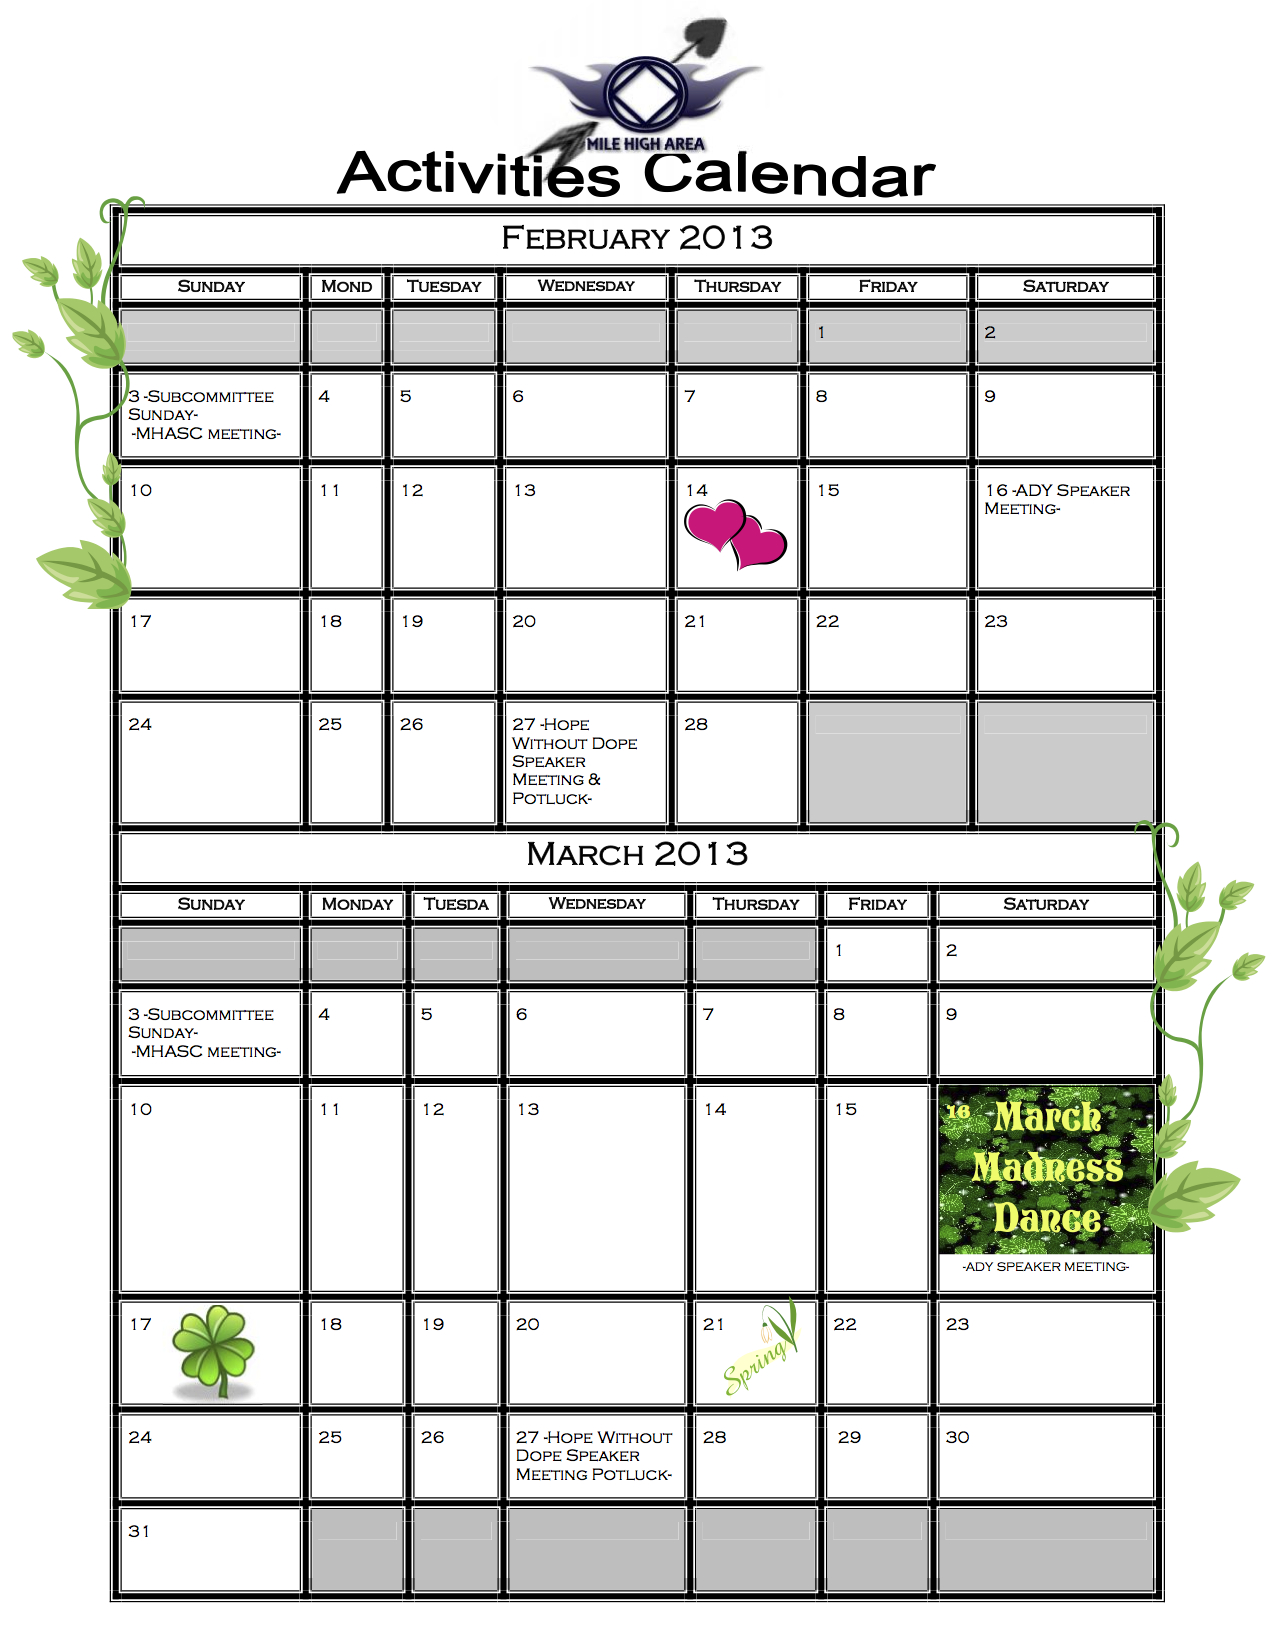 MILE HIGH AREA
Activities Calendar
FEBRUARY 2013
SUNDAY MOND TUESDAY WEDNESDAY THURSDAY FRIDAY SATURDAY
1 2
3 -SUBCOMMITTEE 4 5 6 7 8 9
SUNDAY-
-MHASC MEETING-
10 11 12 13 14 15 16 -ADY SPEAKER
MEETING-
17 18 19 20 21 22 23
24 25 26 27 -HOPE 28
WITHOUT DOPE
SPEAKER
MEETING &
POTLUCK-
MARCH 2013
SUNDAY MONDAY TUESDA WEDNESDAY THURSDAY FRIDAY SATURDAY
1 2
3 -SUBCOMMITTEE 4 5 6 7 8 9
SUNDAY-
-MHASC MEETING-
10 11 12 13 14 15 16 March
Madness
Dance
-ADY SPEAKER MEETING-
17 18 19 20 21 22 23
Spring
24 25 26 27 -HOPE WITHOUT 28 29 30
DOPE SPEAKER
MEETING POTLUCK-
31